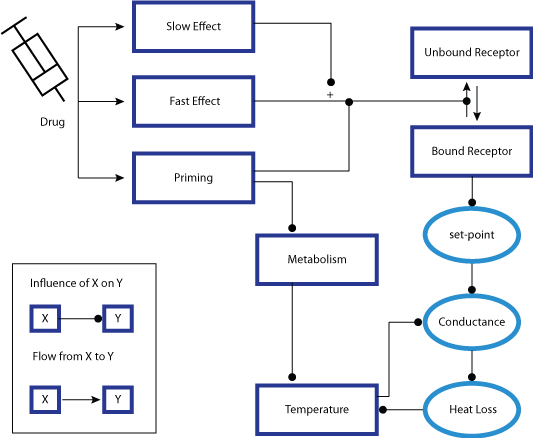 Slow Effect
Unbound Receptor
Fast Effect
+
Drug
Bound Receptor
Priming
set-point
Metabolism
Influence of X on Y
X Y
Conductance
Flow from X to Y
X Y
Temperature
Heat Loss